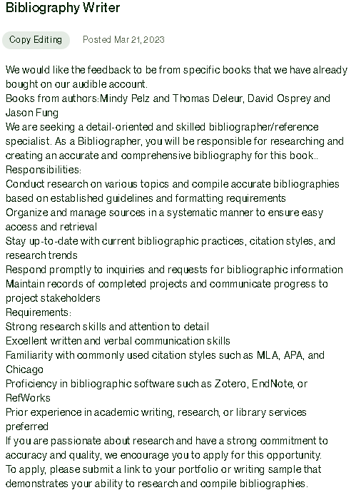 Bibliography Writer
Copy Editing Posted Mar 21, 2023
We would like the feedback to be from specific books that we have already
bought on our audible account.
Books from authors:Mindy Pelz and Thomas Deleur, David Osprey and
Jason Fung
We are seeking a detail-oriented and skilled bibliographer/reference
specialist. As a Bibliographer, you will be responsible for researching and
creating an accurate and comprehensive bibliography for this book..
Responsibilities:
Conduct research on various topics and compile accurate bibliographies
based on established guidelines and formatting requirements
Organize and manage sources in a systematic manner to ensure easy
access and retrieval
Stay up-to-date with current bibliographic practices, citation styles, and
research trends
Respond promptly to inquiries and requests for bibliographic information
Maintain records of completed projects and communicate progress to
project stakeholders
Requirements:
Strong research skills and attention to detail
Excellent written and verbal communication skills
Familiarity with commonly used citation styles such as MLA, APA, and
Chicago
Proficiency in bibliographic software such as Zotero, EndNote, or
RefWorks
Prior experience in academic writing, research, or library services
preferred
If you are passionate about research and have a strong commitment to
accuracy and quality, we encourage you to apply for this opportunity.
To apply, please submit a link to your portfolio or writing sample that
demonstrates your ability to research and compile bibliographies.